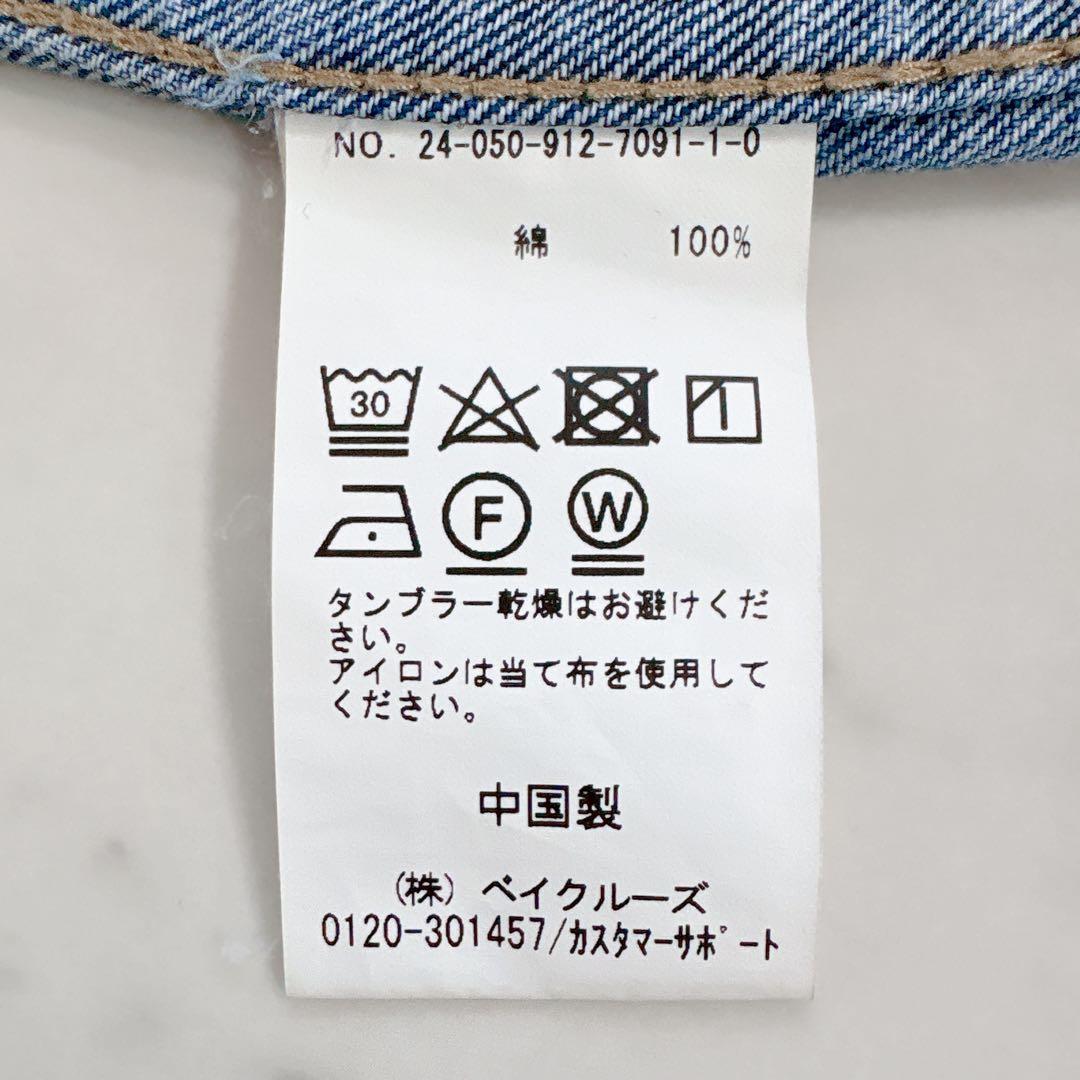 NO. 24-050-912-7091-1-0
綿 100%
30
F W
タンブラー乾燥はお避けくだ
さい。
アイロンは当て布を使用して
ください。
中国製
(株) ベイクルーズ
0120-301457/カスタマーサポート